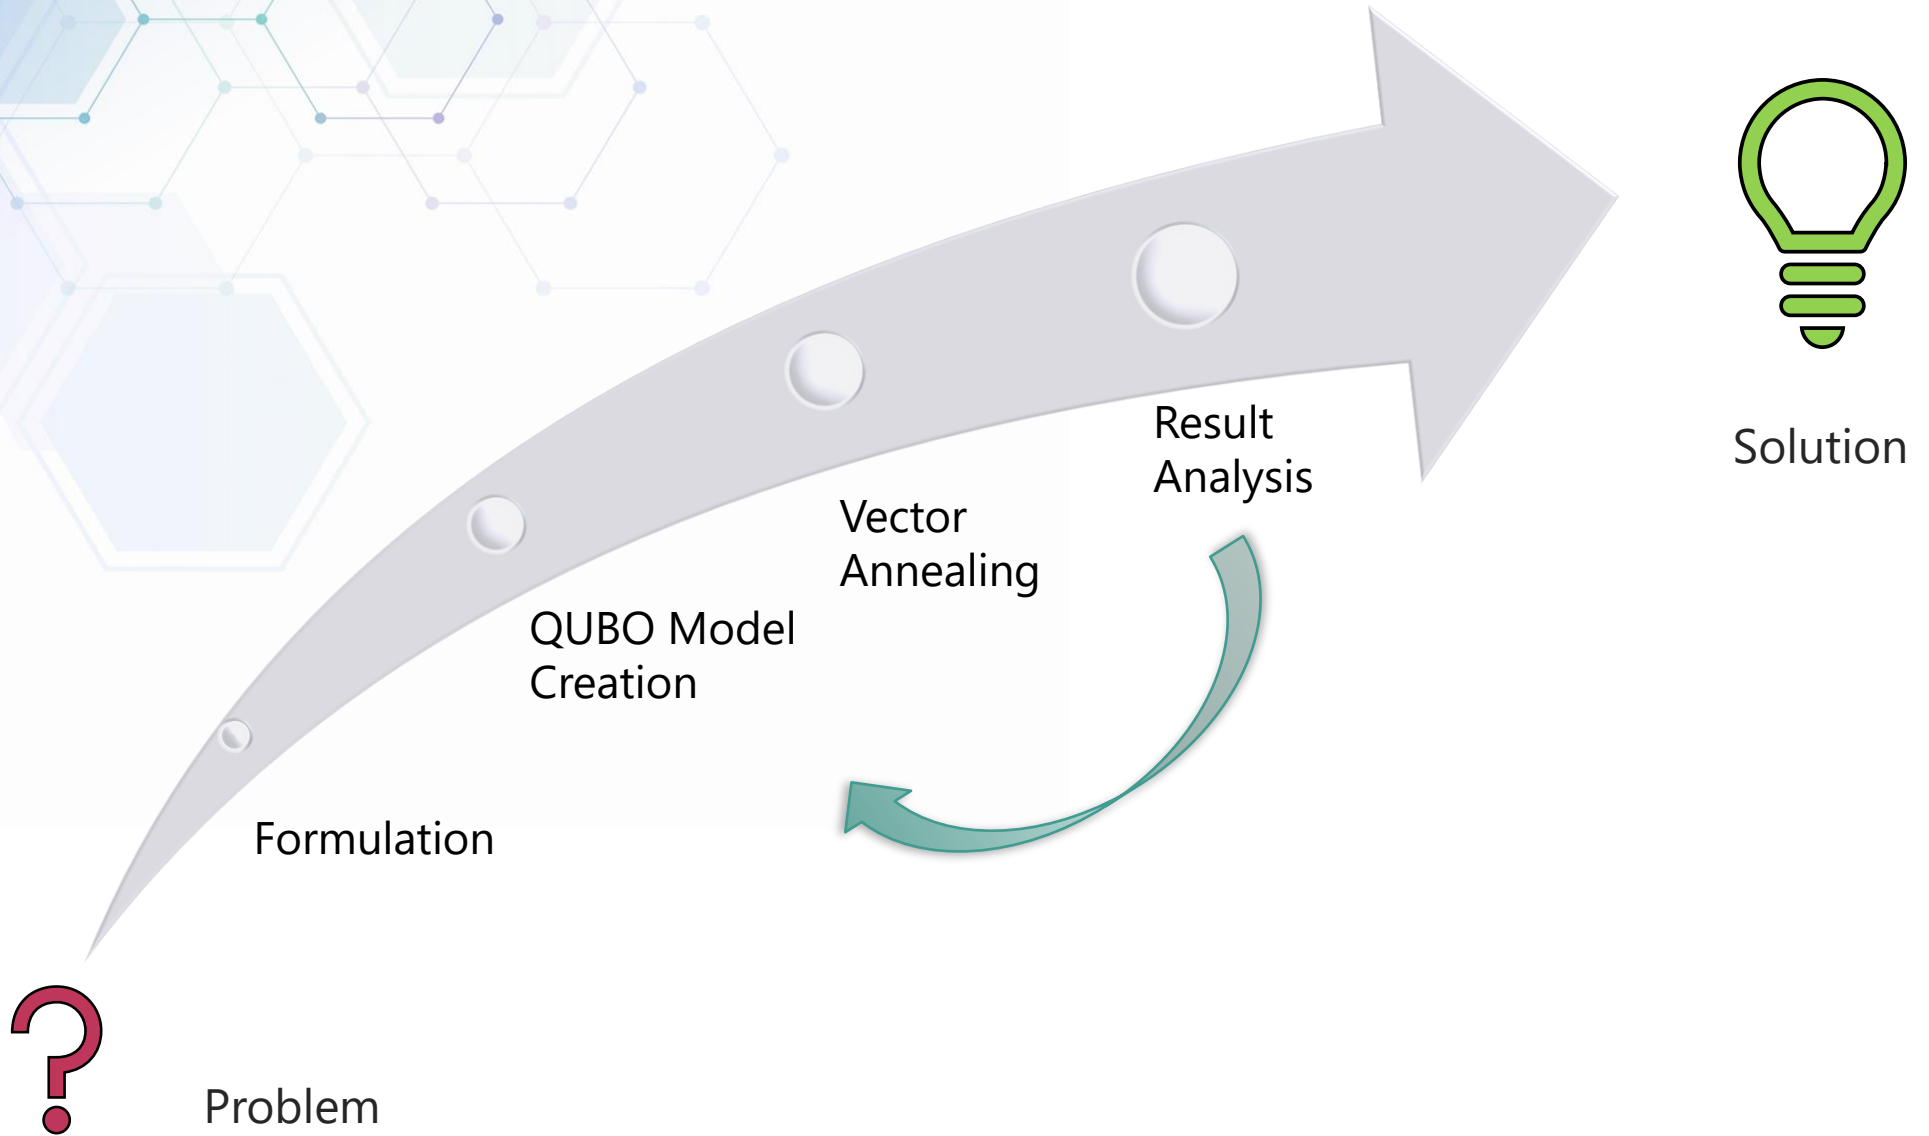 Problem
Formulation
QUBO Model
Creation
Vector
Annealing
Result
Analysis
Solution